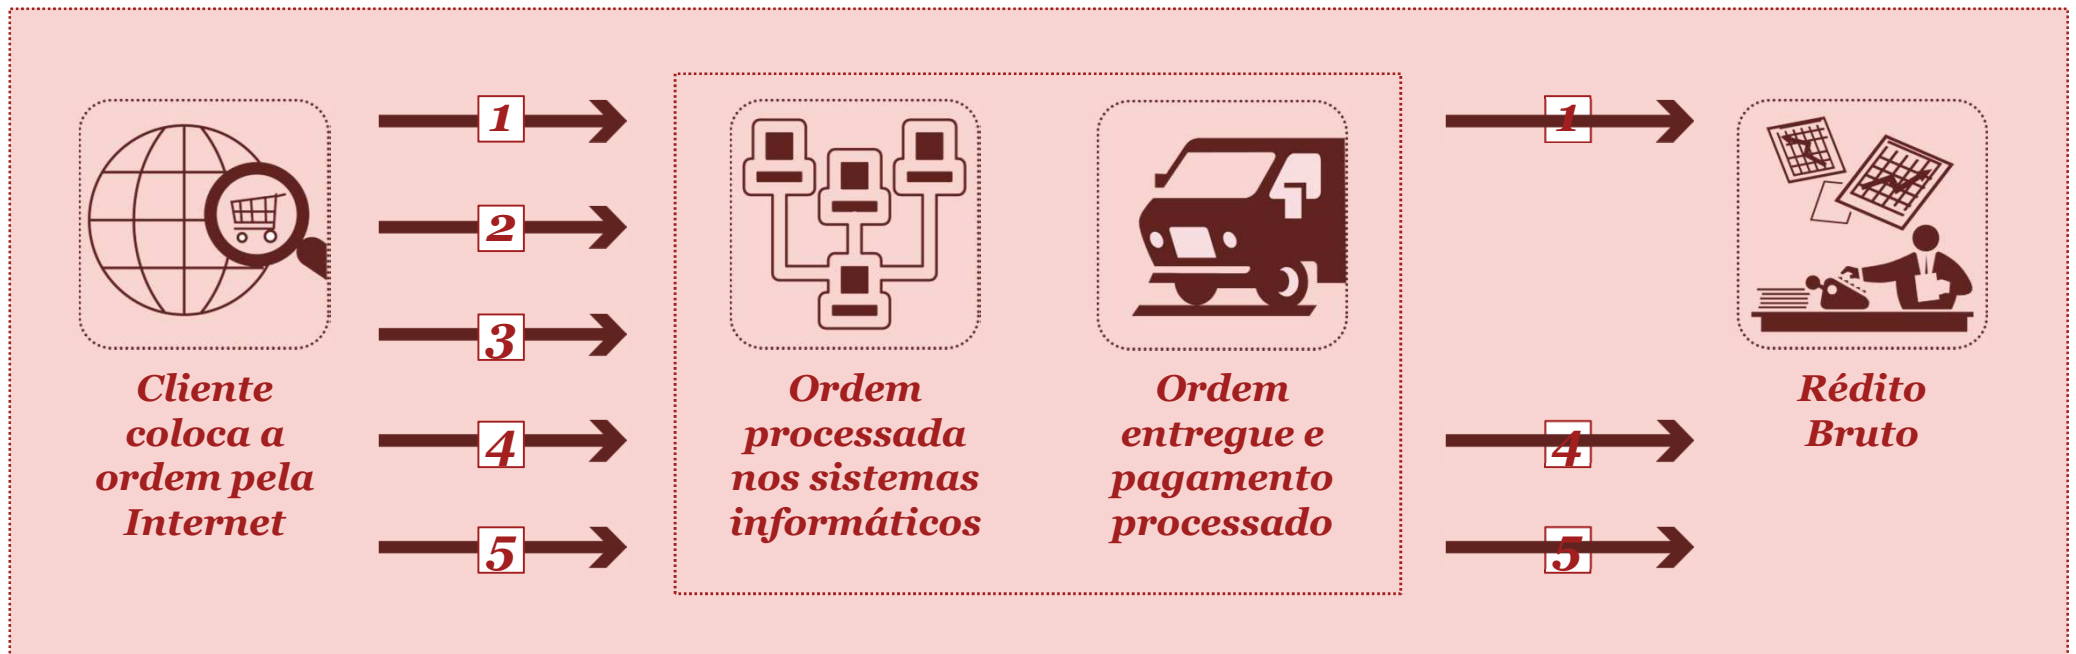 1
2
3
4
5
1
4
5
Cliente
coloca a
ordem pela
Internet
Ordem
processada
nos sistemas
informáticos
Ordem
entregue e
pagamento
processado
Rédito
Bruto